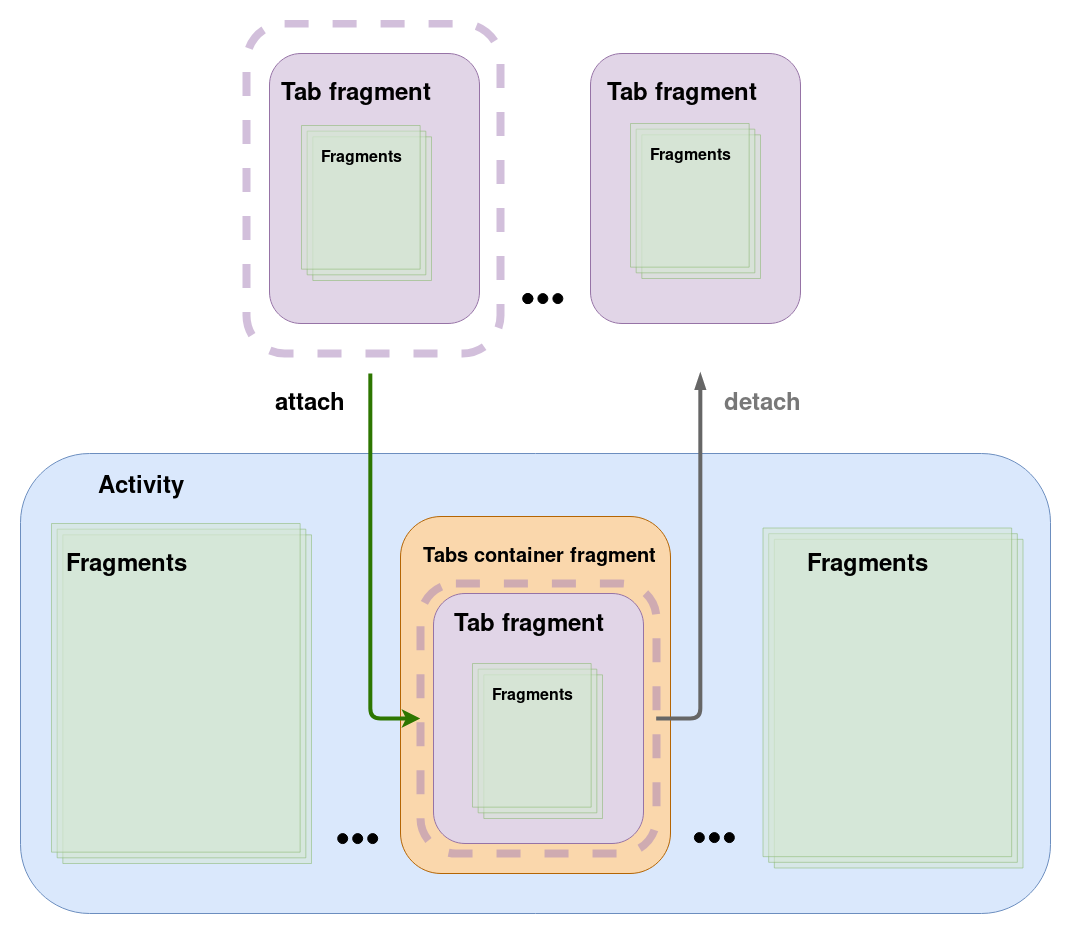 Tab fragment
Fragments
Tab fragment
Fragments
attach
detach
Activity
Fragments
Tabs container fragment
Tab fragment
Fragments
Fragments